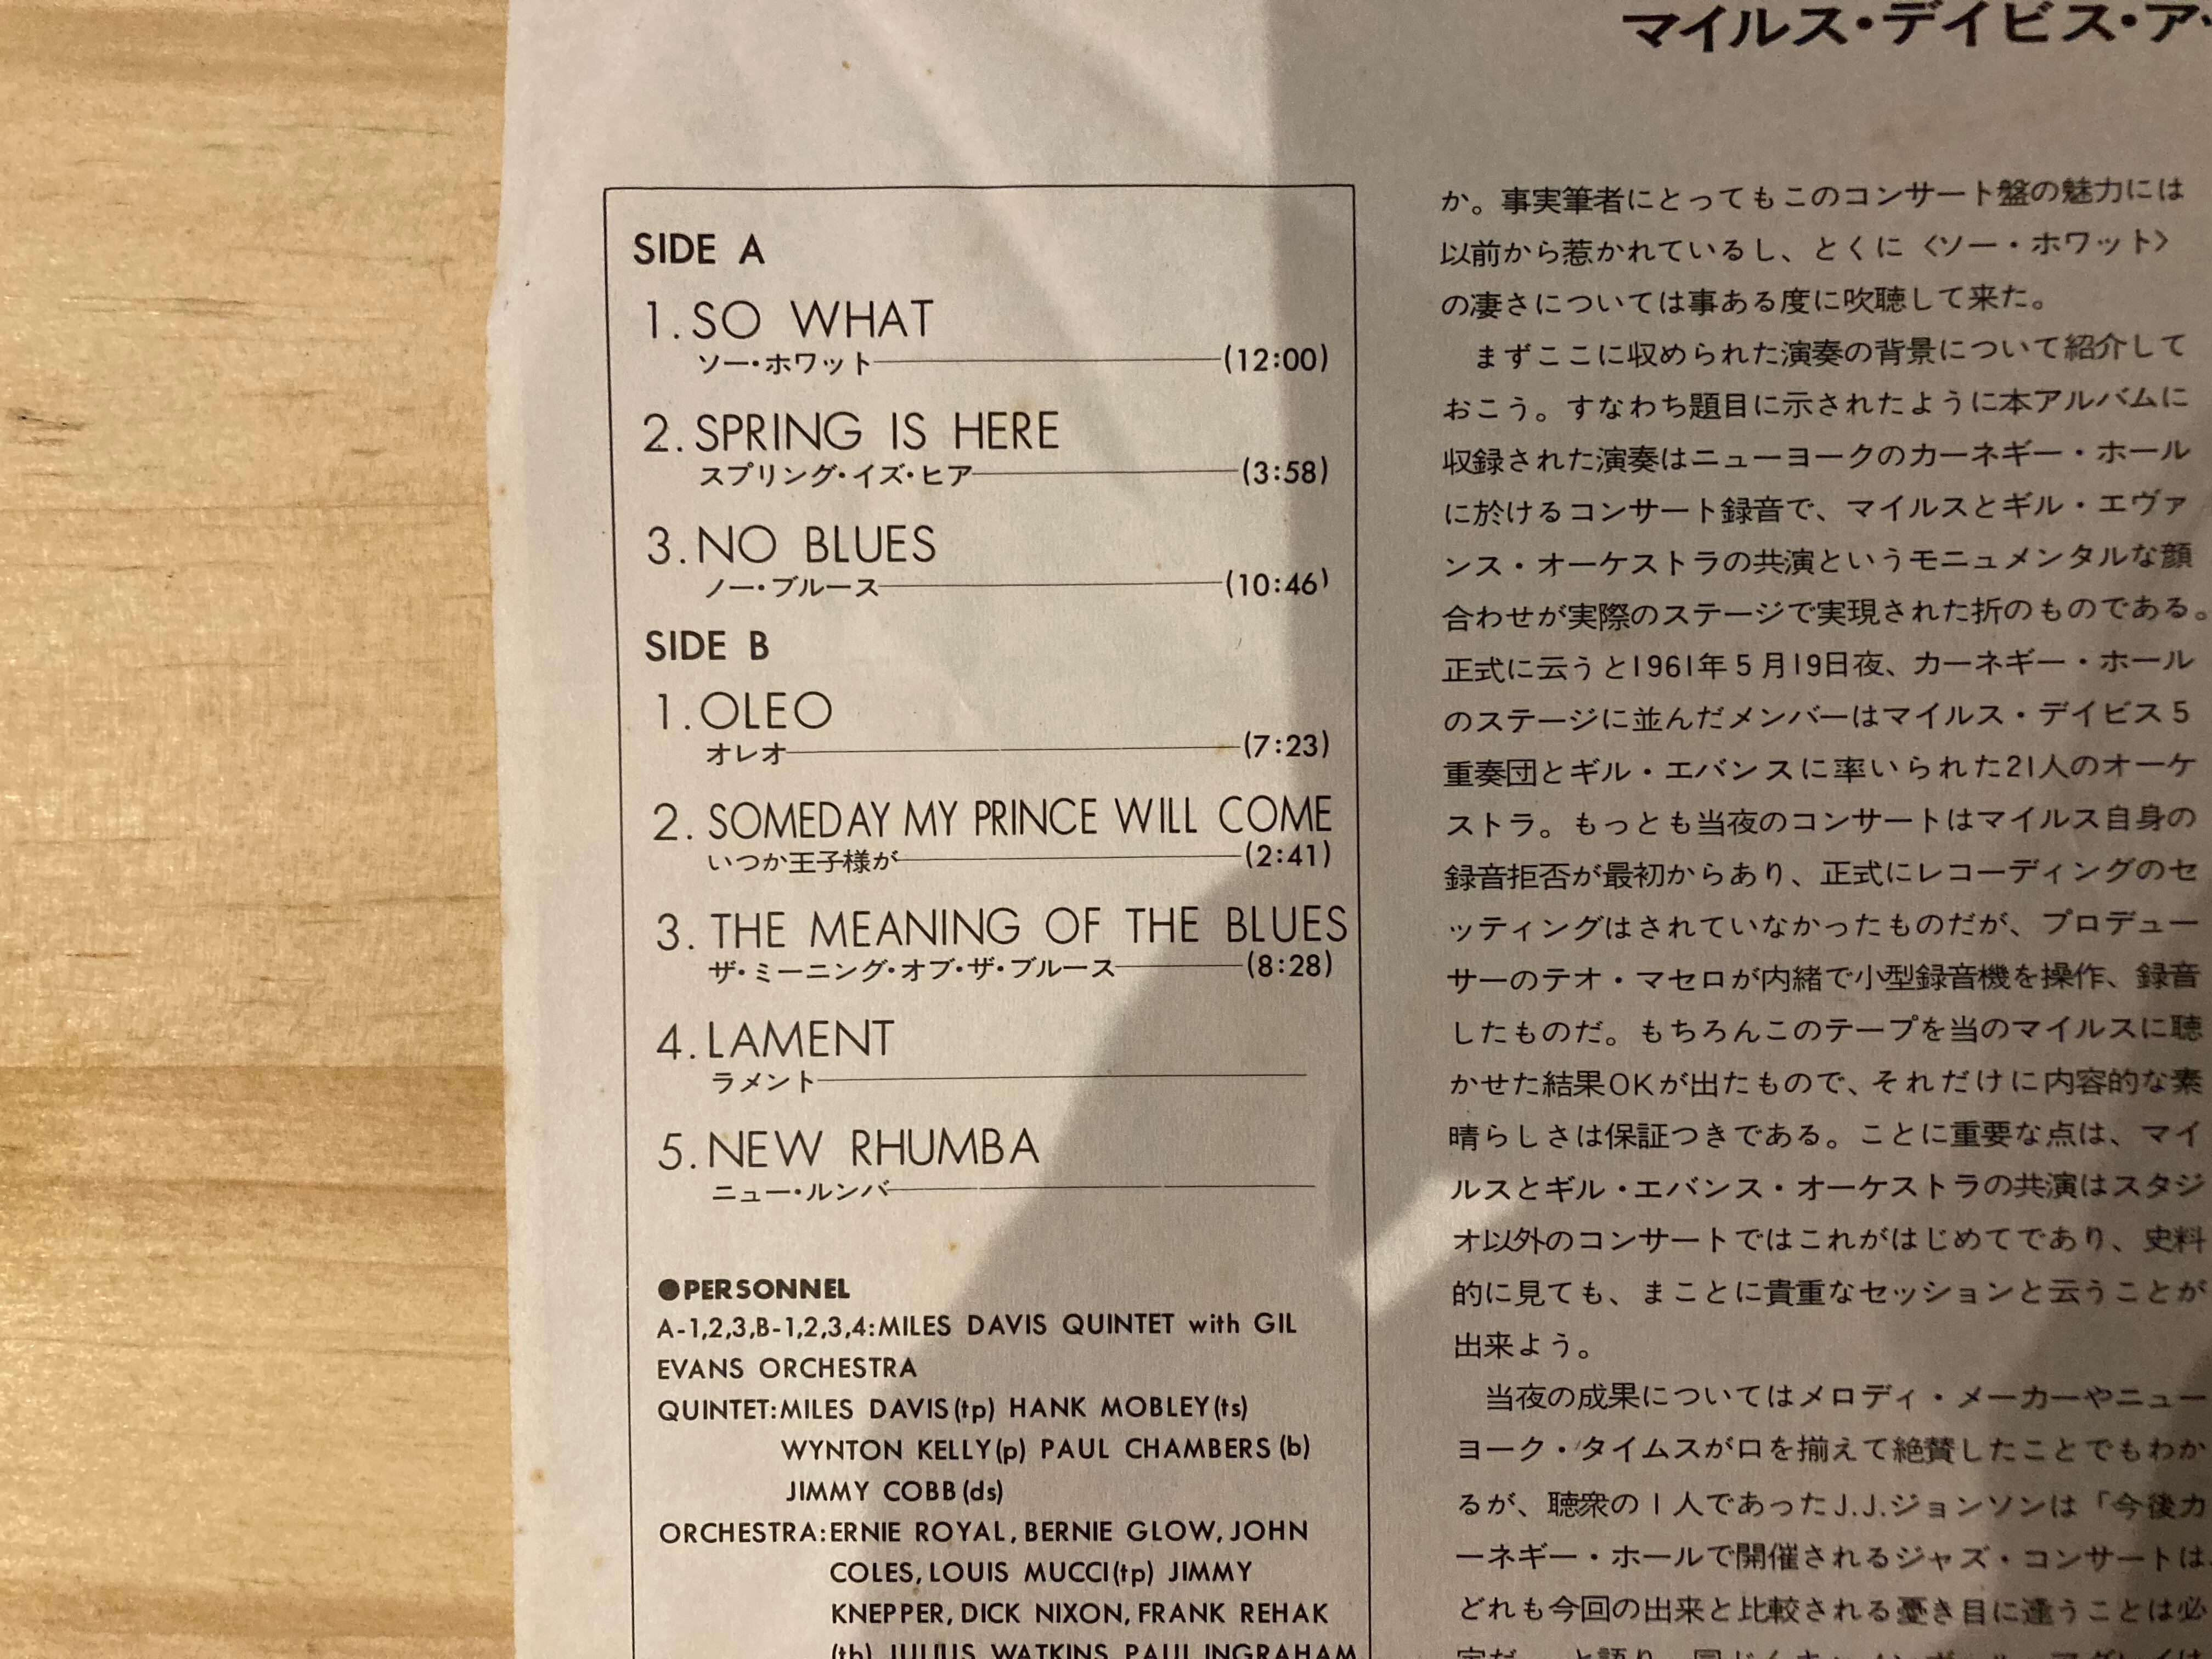 マイルス・デイビス・ア
SIDE A
1. SO WHAT
ソー・ホワット (12:00)
2. SPRING IS HERE
スプリング・イズ・ヒア (3:58)
3. NO BLUES
ノー・ブルース (10:46)
SIDE B
1. OLEO
オレオ (7:23)
2. SOMEDAY MY PRINCE WILL COME
いつか王子様が (2:41)
3. THE MEANING OF THE BLUES
ザ・ミーニング・オブ・ザ・ブルース (8:28)
4. LAMENT
ラメント
5. NEW RHUMBA
ニュー・ルンバ
●PERSONNEL
A-1,2,3,B-1,2,3,4:MILES DAVIS QUINTET with GIL
EVANS ORCHESTRA
QUINTET:MILES DAVIS(tp) HANK MOBLEY(ts)
WYNTON KELLY(p) PAUL CHAMBERS(b)
JIMMY COBB(ds)
ORCHESTRA:ERNIE ROYAL, BERNIE GLOW, JOHN
COLES, LOUIS MUCCI(tp) JIMMY
KNEPPER, DICK NIXON, FRANK REHAK
(tb) JULIUS WATKINS, PAUL INGRAHAM
か。事実筆者にとってもこのコンサート盤の魅力には
以前から惹かれているし、とくに〈ソー・ホワット〉
の凄さについては事ある度に吹聴して来た。
まずここに収められた演奏の背景について紹介して
おこう。すなわち題目に示されたように本アルバムに
収録された演奏はニューヨークのカーネギー・ホール
に於けるコンサート録音で、マイルスとギル・エヴァ
ンス・オーケストラの共演というモニュメンタルな顔
合わせが実際のステージで実現された折のものである。
正式に云うと1961年5月19日夜、カーネギー・ホール
のステージに並んだメンバーはマイルス・デイビス5
重奏団とギル・エバンスに率いられた21人のオーケ
ストラ。もっとも当夜のコンサートはマイルス自身の
録音拒否が最初からあり、正式にレコーディングのセ
ッティングはされていなかったものだが、プロデュー
サーのテオ・マセロが内緒で小型録音機を操作、録音
したものだ。もちろんこのテープを当のマイルスに聴
かせた結果OKが出たもので、それだけに内容的な素
晴らしさは保証つきである。ことに重要な点は、マイ
ルスとギル・エバンス・オーケストラの共演はスタジ
オ以外のコンサートではこれがはじめてであり、史料
的に見ても、まことに貴重なセッションと云うことが
出来よう。
当夜の成果についてはメロディ・メーカーやニュー
ヨーク・タイムスが口を揃えて絶賛したことでもわか
るが、聴衆の1人であったJ.J.ジョンソンは「今後カ
ーネギー・ホールで開催されるジャズ・コンサートは
どれも今回の出来と比較される憂き目に逢うことは必